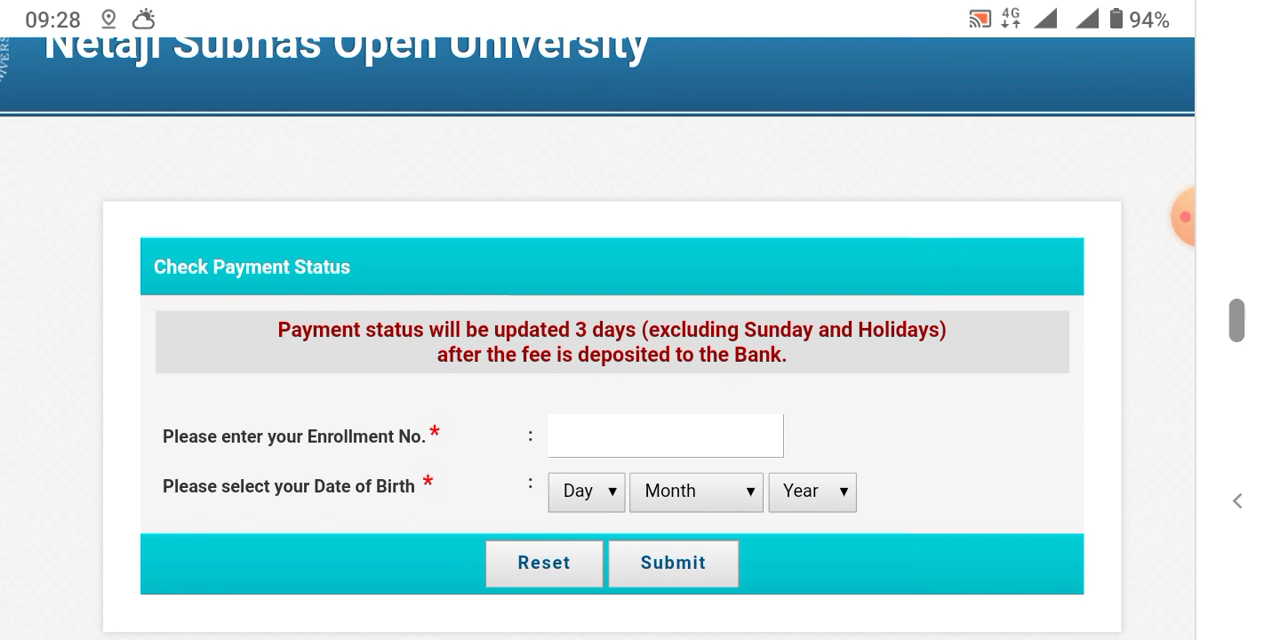 09:28
4G
94%
Netaji Subhas Open University
Check Payment Status
Payment status will be updated 3 days (excluding Sunday and Holidays)
after the fee is deposited to the Bank.
Please enter your Enrollment No.* :
Please select your Date of Birth * : Day Month Year
Reset Submit